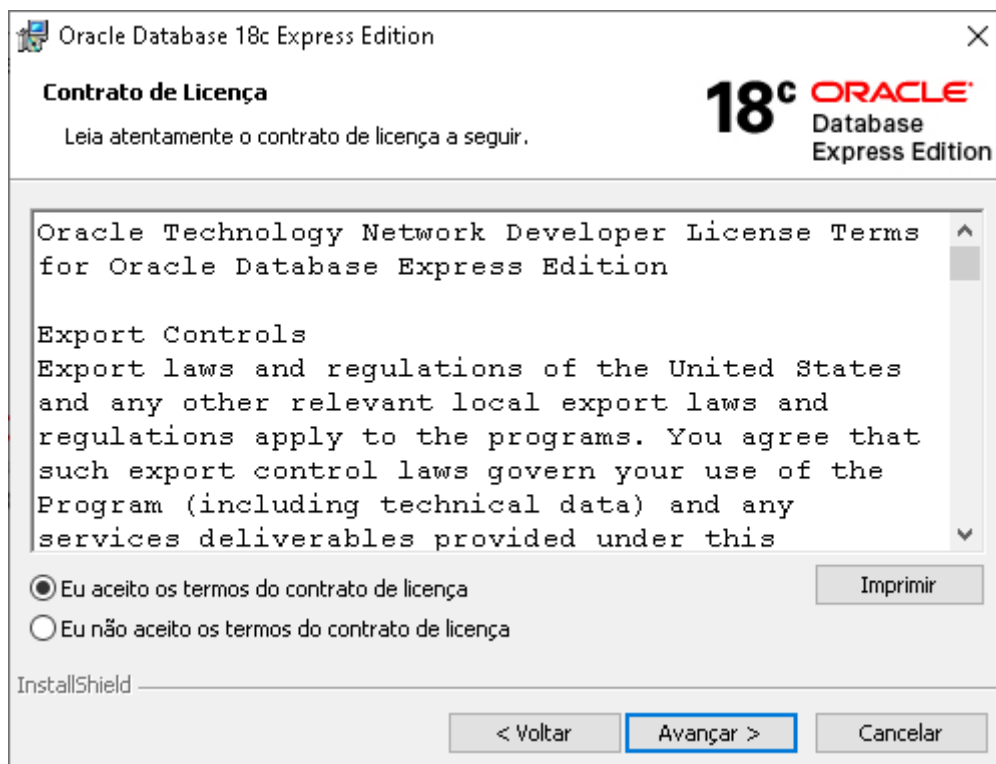 Oracle Database 18c Express Edition
Contrato de Licença
Leia atentamente o contrato de licença a seguir.
18c ORACLE
Database
Express Edition
Oracle Technology Network Developer License Terms
for Oracle Database Express Edition
Export Controls
Export laws and regulations of the United States
and any other relevant local export laws and
regulations apply to the programs. You agree that
such export control laws govern your use of the
Program (including technical data) and any
services deliverables provided under this
Eu aceito os termos do contrato de licença
Imprimir
Eu não aceito os termos do contrato de licença
InstallShield
< Voltar
Avançar >
Cancelar